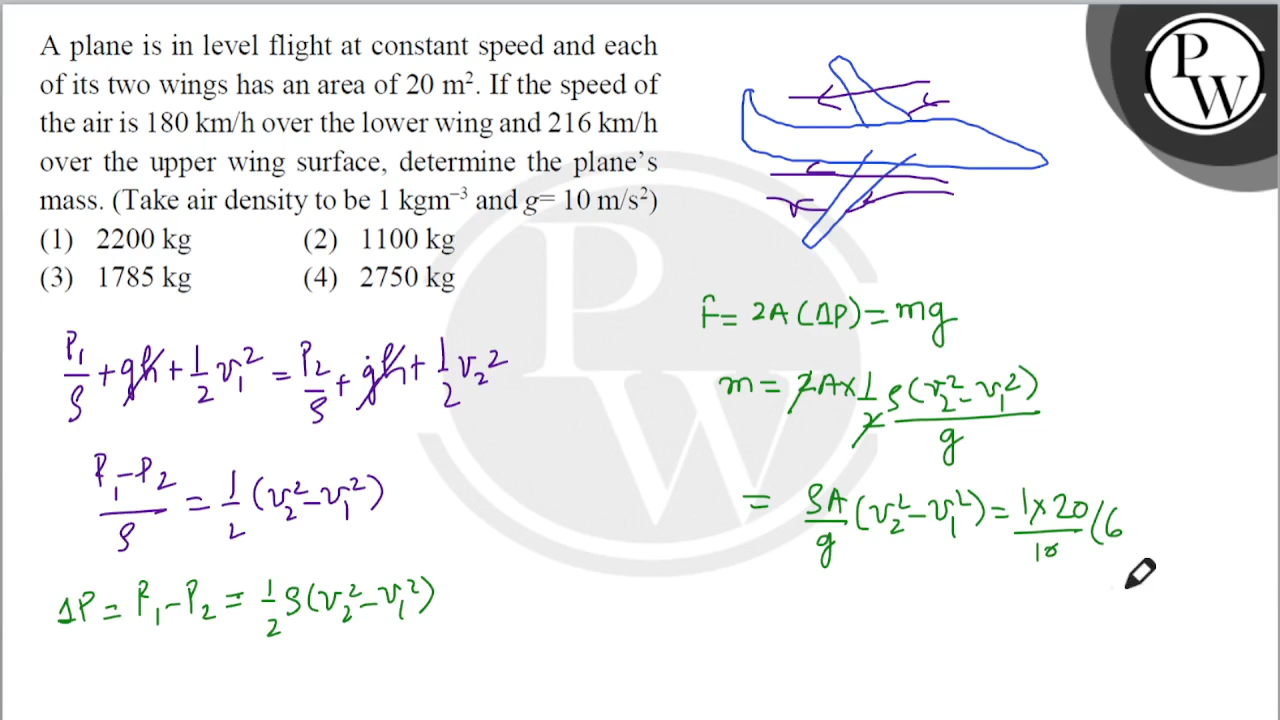 A plane is in level flight at constant speed and each
of its two wings has an area of 20 m². If the speed of
the air is 180 km/h over the lower wing and 216 km/h
over the upper wing surface, determine the plane's
mass. (Take air density to be 1 kgm⁻³ and g= 10 m/s²)
(1) 2200 kg (2) 1100 kg
(3) 1785 kg (4) 2750 kg
P₁/ρ + gh + 1/2 v₁² = P₂/ρ + gh + 1/2 v₂²
P₁-P₂/ρ = 1/2 (v₂²-v₁²)
ΔP = P₁-P₂ = 1/2 ρ(v₂²-v₁²)
F = 2A(ΔP) = mg
m = 2A × 1/2 ρ(v₂²-v₁²)/g
= ρA/g (v₂²-v₁²) = 1×20/10 (6
PW
PW